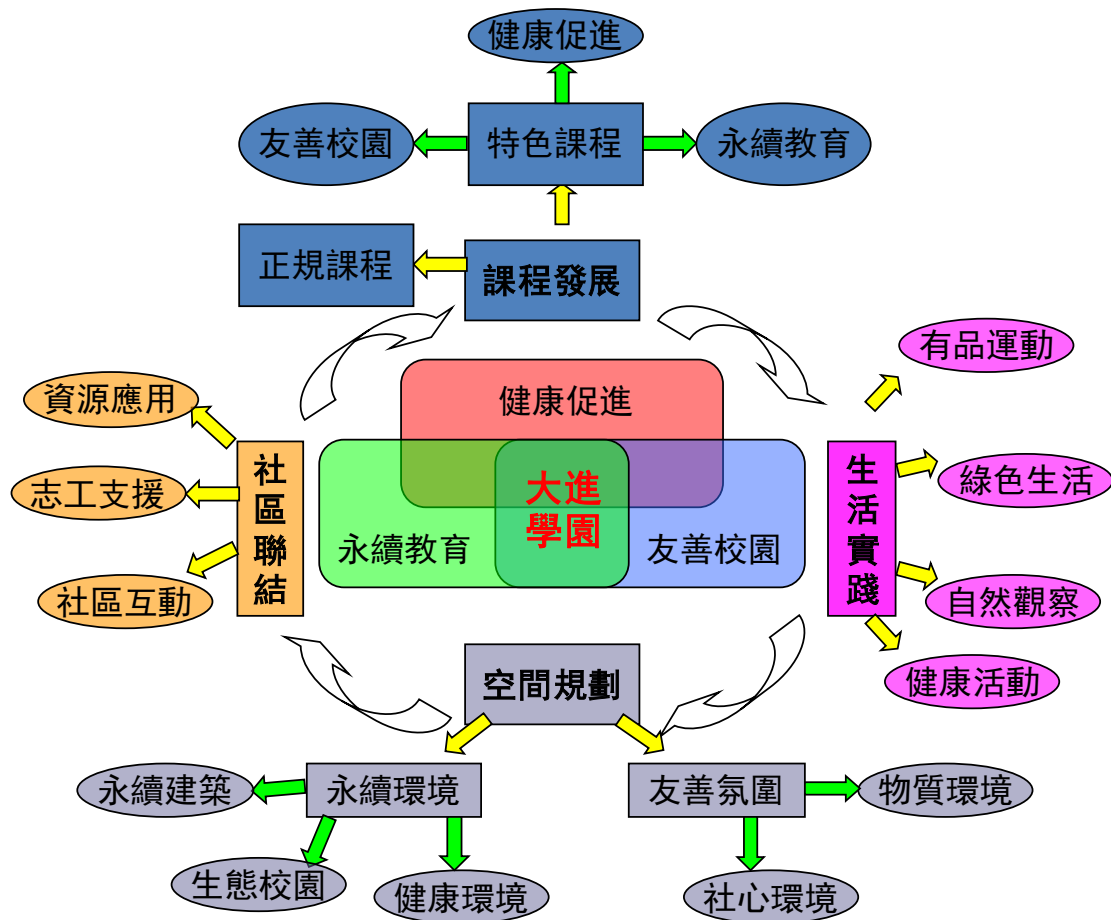 健康促進
友善校園
特色課程
永續教育
正規課程
課程發展
有品運動
資源應用
健康促進
社區聯結
生活實踐
綠色生活
志工支援
大進
學園
永續教育
友善校園
社區互動
自然觀察
健康活動
空間規劃
永續建築
永續環境
友善氛圍
物質環境
生態校園
健康環境
社心環境